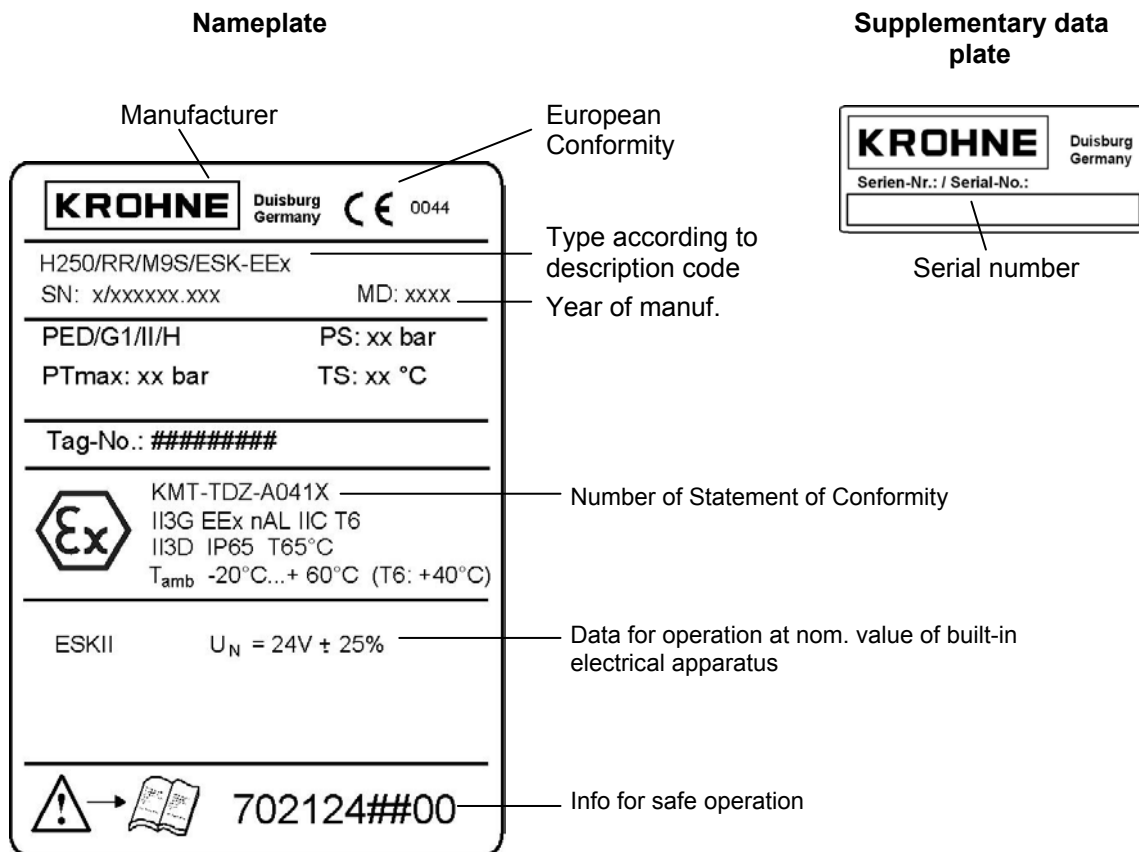 Nameplate
Supplementary data
plate
Manufacturer
European
Conformity
KROHNE
Duisburg
Germany
CE 0044
H250/RR/M9S/ESK-EEx
Type according to
description code
SN: x/xxxxxx.xxx MD: xxxx
Year of manuf.
PED/G1/II/H PS: xx bar
PTmax: xx bar TS: xx °C
Tag-No.: #########
Ex
KMT-TDZ-A041X
Number of Statement of Conformity
II3G EEx nAL IIC T6
II3D IP65 T65°C
Tamb -20°C...+ 60°C (T6: +40°C)
ESKII UN = 24V ± 25%
Data for operation at nom. value of built-in
electrical apparatus
702124##00
Info for safe operation
KROHNE
Duisburg
Germany
Serien-Nr.: / Serial-No.:
Serial number